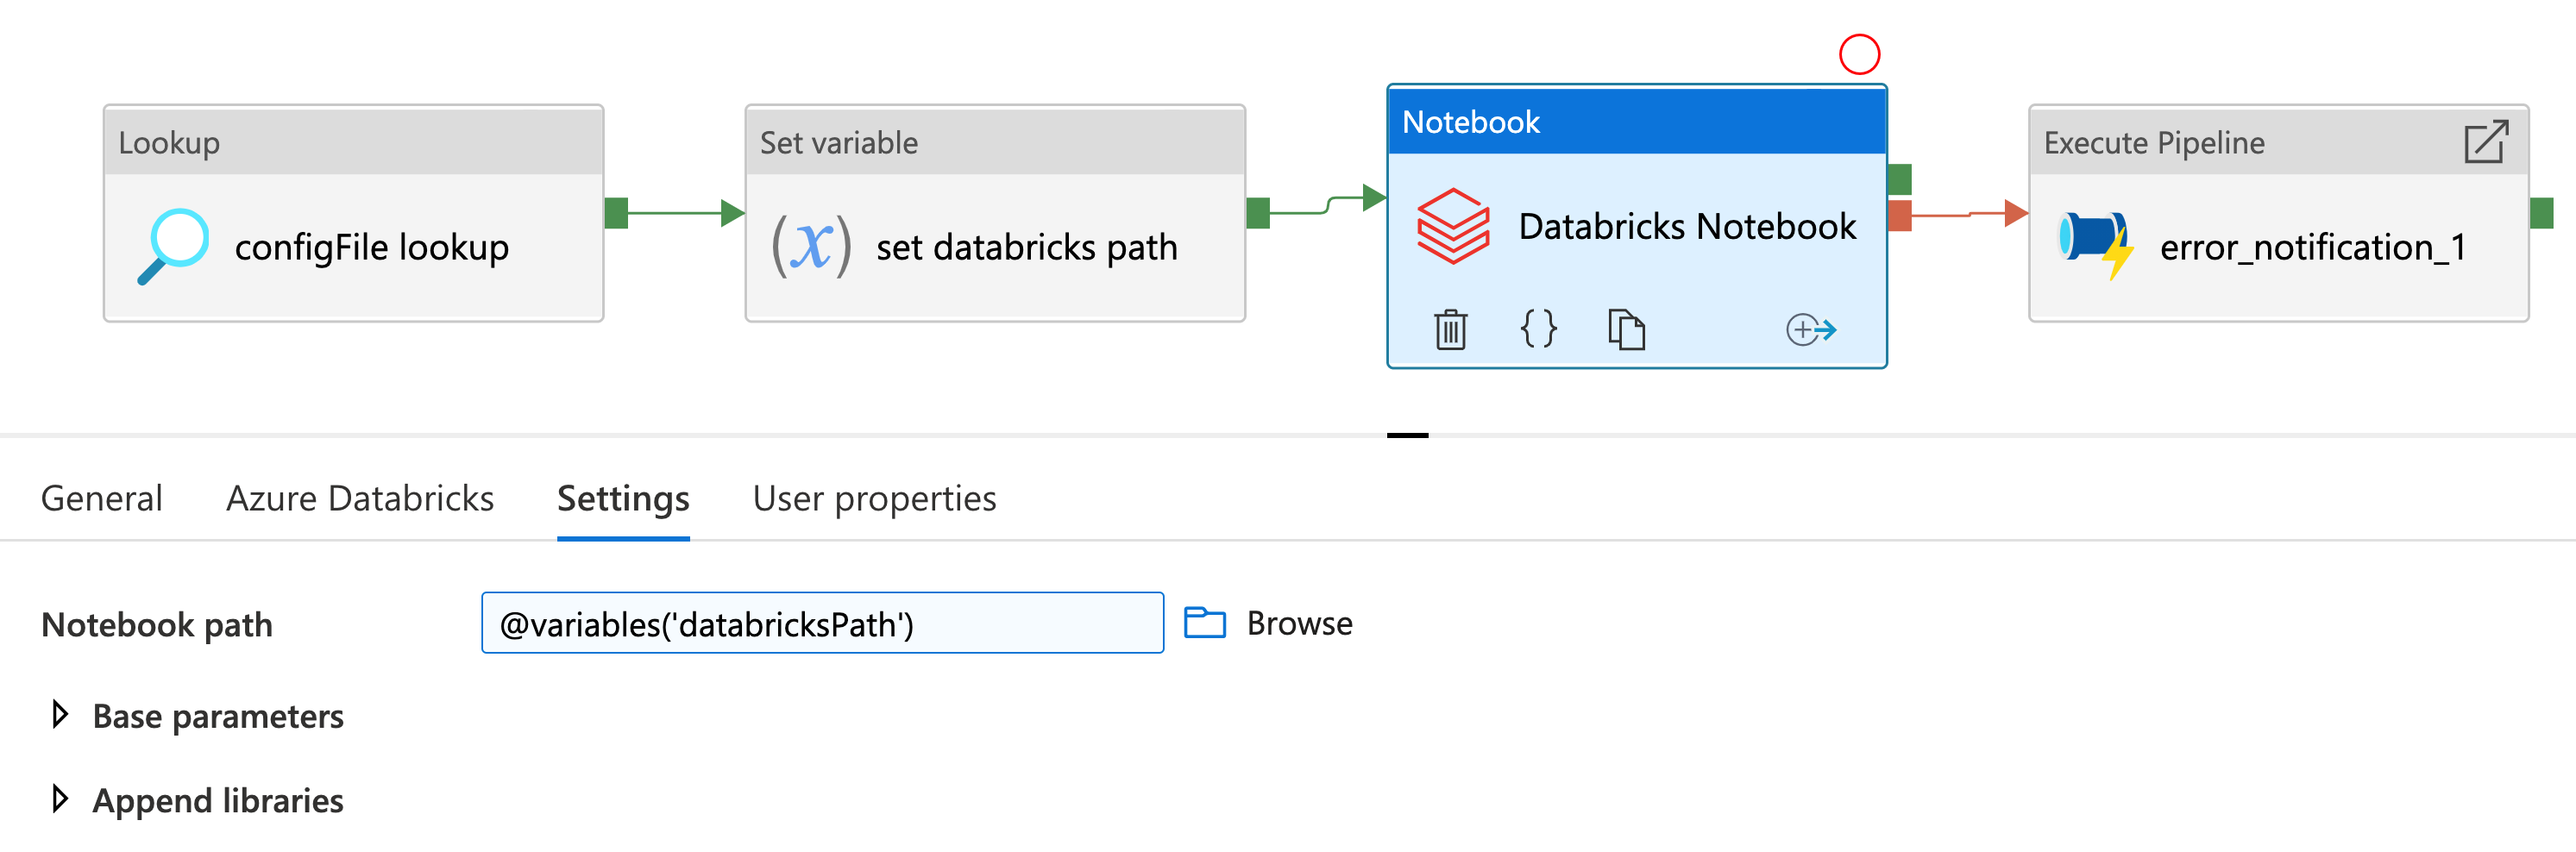 Lookup
configFile lookup
Set variable
(x) set databricks path
Notebook
Databricks Notebook
Execute Pipeline
error_notification_1
General Azure Databricks Settings User properties
Notebook path @variables('databricksPath') Browse
Base parameters
Append libraries